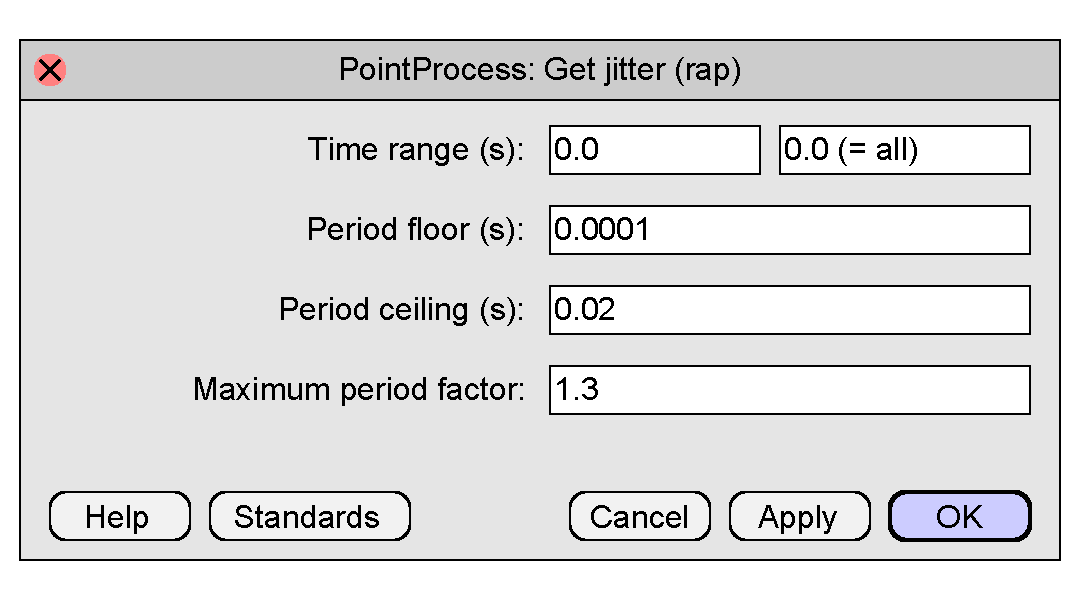 PointProcess: Get jitter (rap)
Time range (s): 0.0 0.0 (= all)
Period floor (s): 0.0001
Period ceiling (s): 0.02
Maximum period factor: 1.3
Help Standards Cancel Apply OK